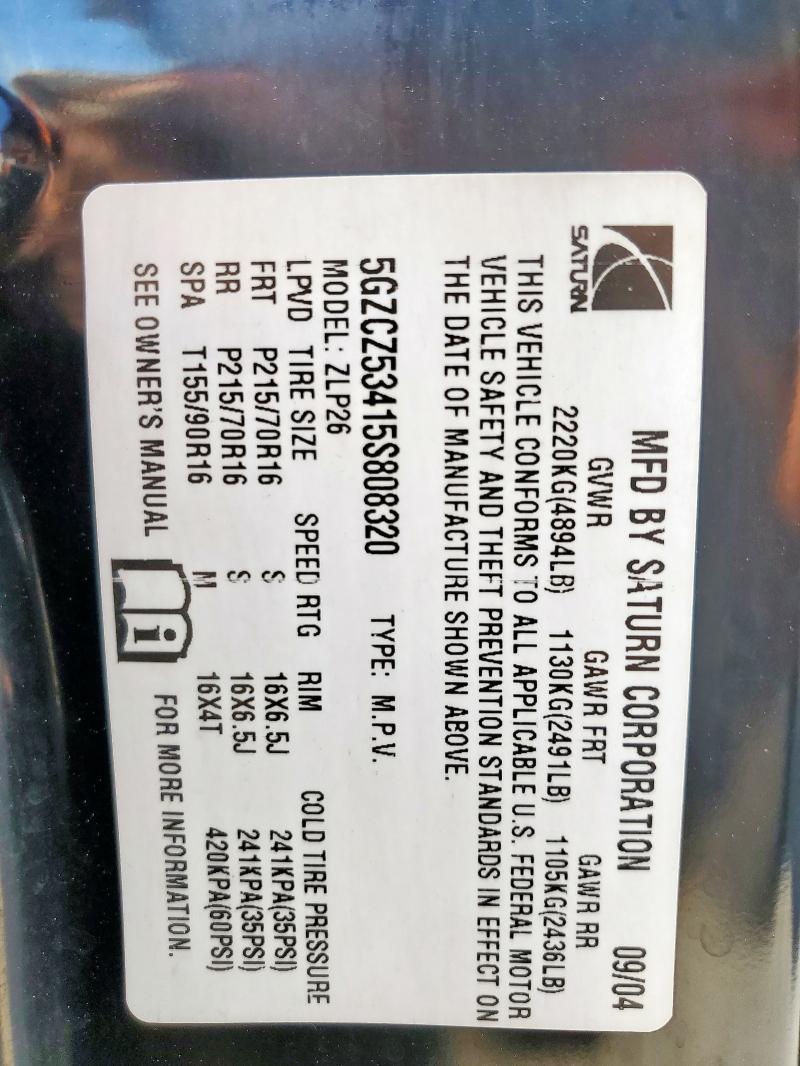 SATURN
MFD BY SATURN CORPORATION 09/04
GVWR GAWR FRT GAWR RR
2220KG(4894LB) 1130KG(2491LB) 1105KG(2436LB)
THIS VEHICLE CONFORMS TO ALL APPLICABLE U.S. FEDERAL MOTOR
VEHICLE SAFETY AND THEFT PREVENTION STANDARDS IN EFFECT ON
THE DATE OF MANUFACTURE SHOWN ABOVE.
5GZCZ53415S808320 TYPE: M.P.V.
MODEL: ZLP26
LPVD TIRE SIZE SPEED RTG RIM COLD TIRE PRESSURE
FRT P215/70R16 S 16X6.5J 241KPA(35PSI)
RR P215/70R16 S 16X6.5J 241KPA(35PSI)
SPA T155/90R16 M 16X4T 420KPA(60PSI)
SEE OWNER'S MANUAL i FOR MORE INFORMATION.